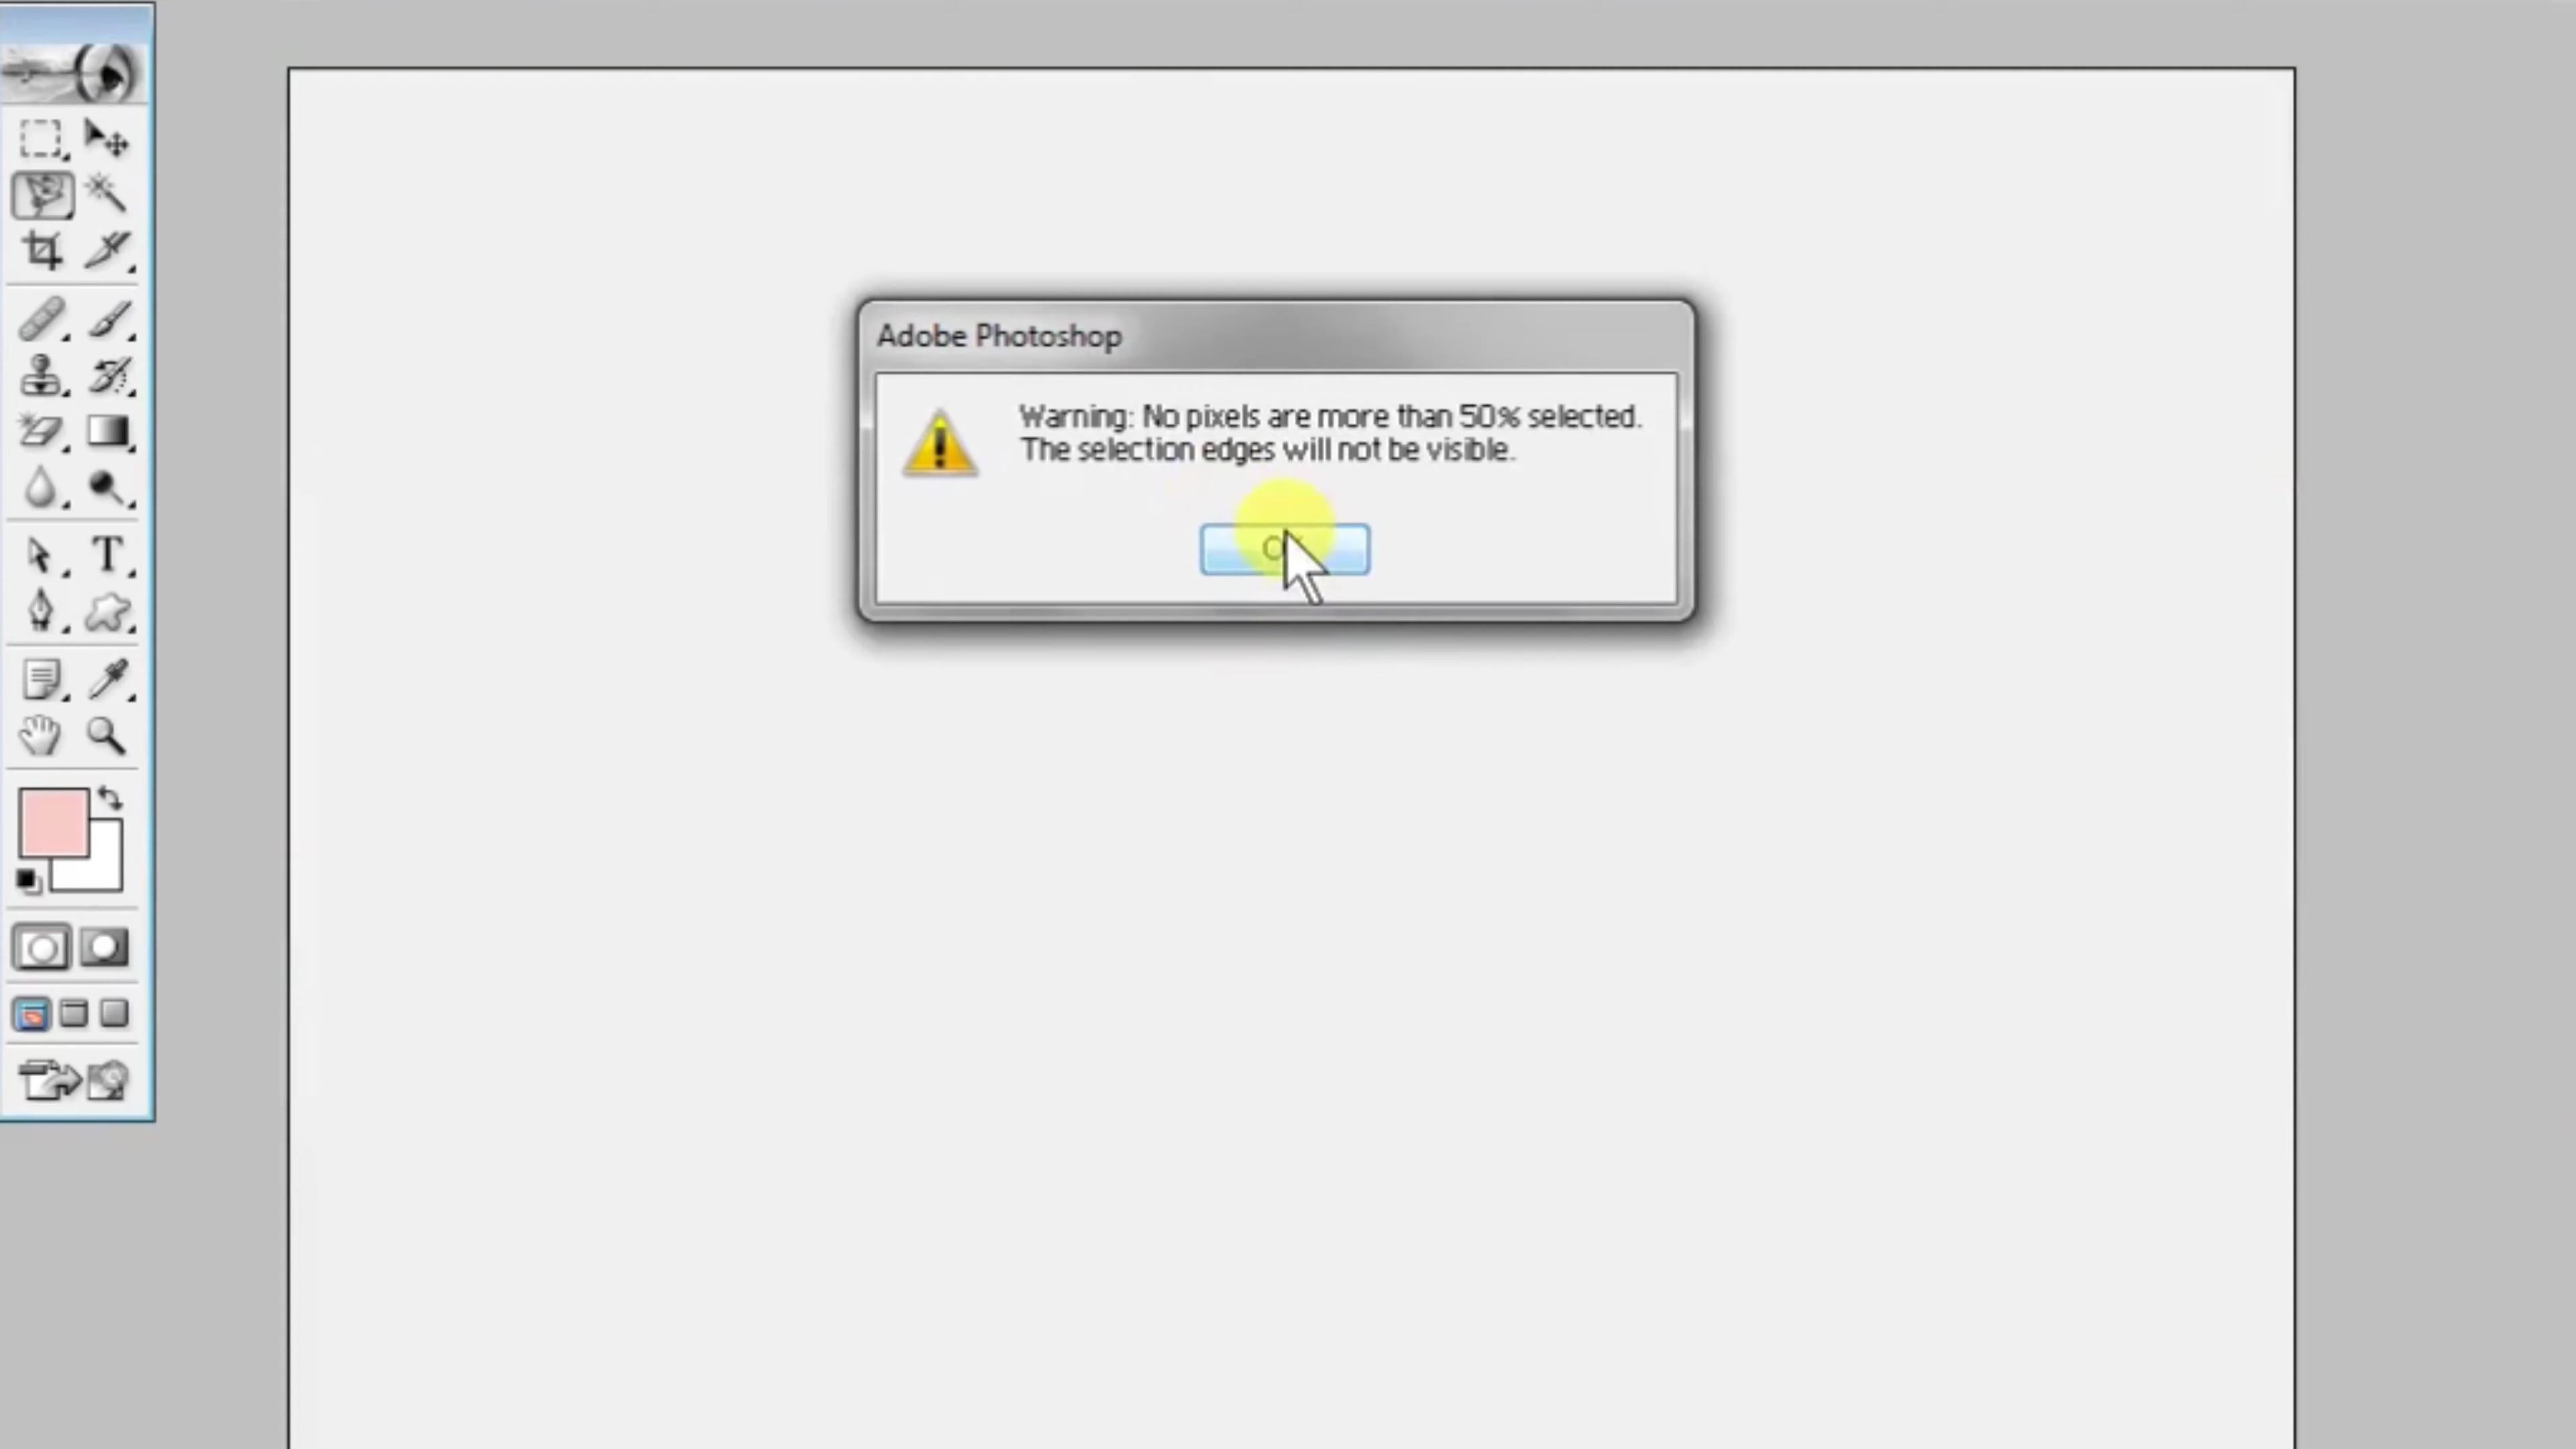 Adobe Photoshop
Warning: No pixels are more than 50% selected.
The selection edges will not be visible.